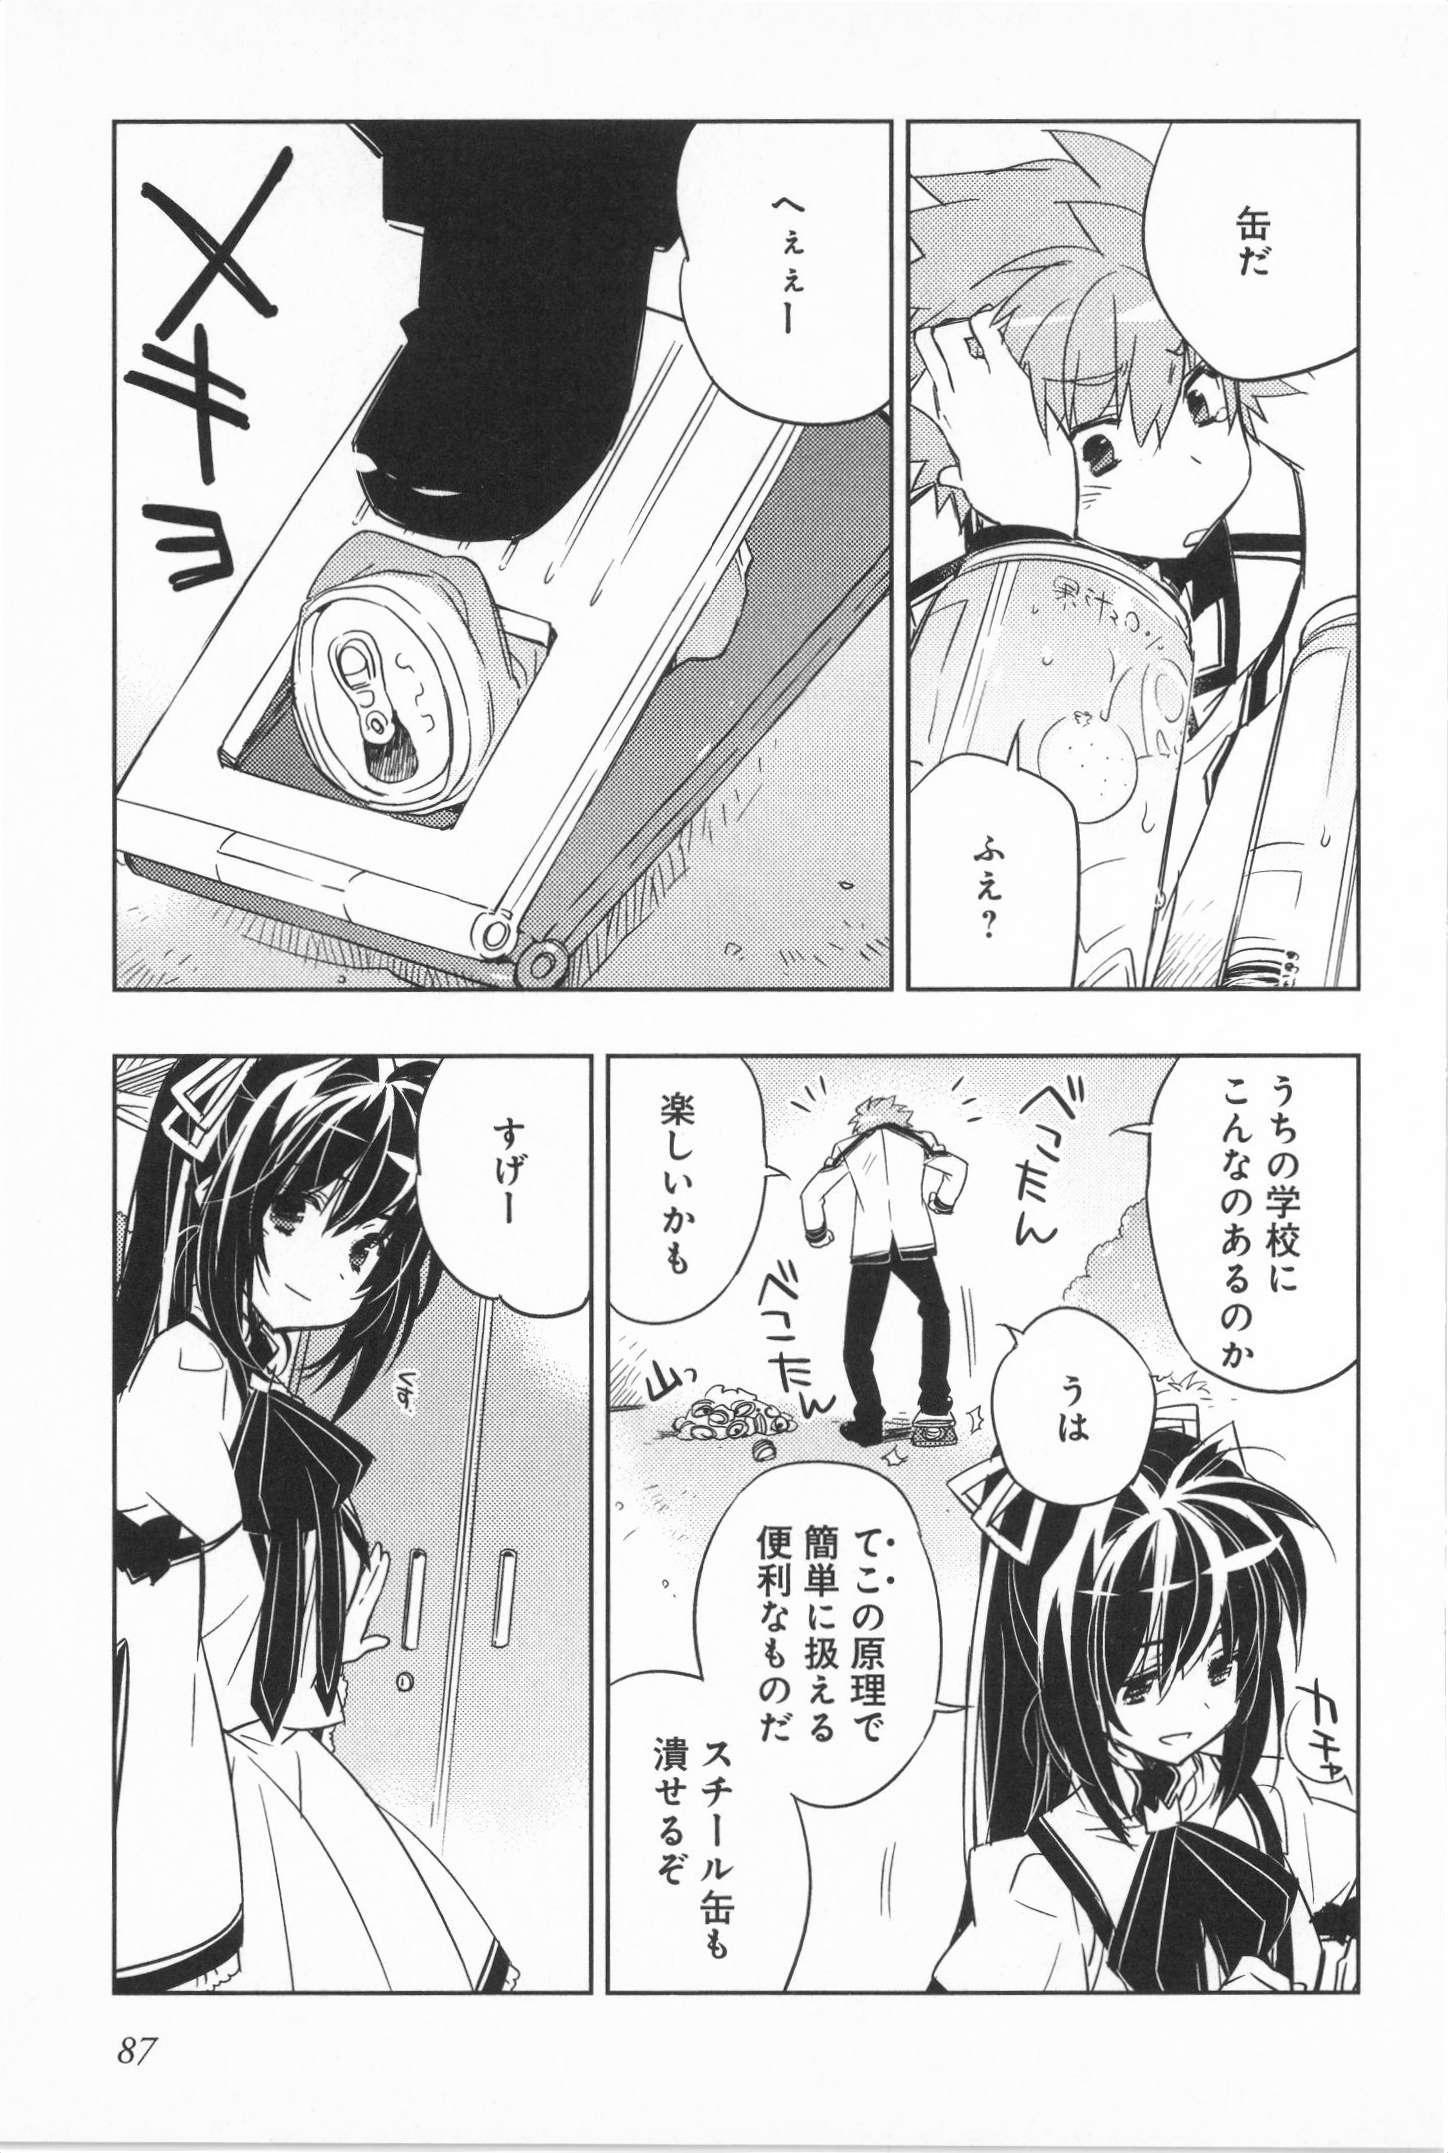 缶だ
果汁20%
ふえ?
へぇぇー
メキョ
うちの学校に
こんなのあるのか
べこたん
うは
カチャ
楽しいかも
べこたん
山っ
てこの原理で
簡単に扱える
便利なものだ
スチール缶も
潰せるぞ
すげー
87